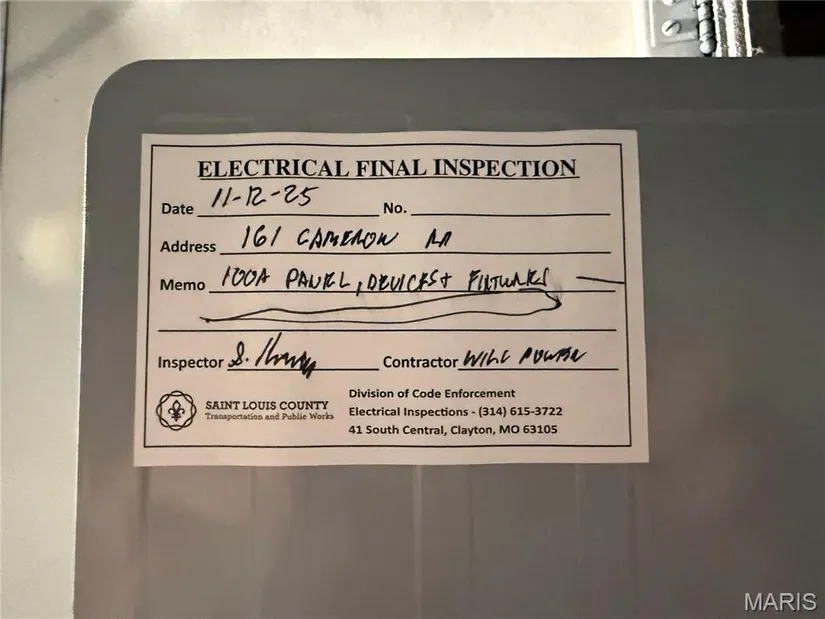 ELECTRICAL FINAL INSPECTION
Date 11-12-25 No.
Address 161 CAMERON RD
Memo 100A PANEL, DEVICES + FIXTURES
Inspector S. Contractor WILL POWER
SAINT LOUIS COUNTY
Transportation and Public Works
Division of Code Enforcement
Electrical Inspections - (314) 615-3722
41 South Central, Clayton, MO 63105
MARIS